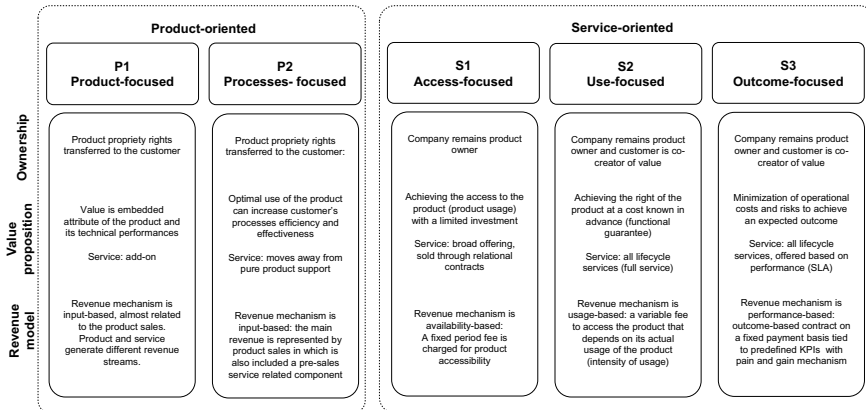 Product-oriented
Service-oriented
P1
Product-focused
P2
Processes- focused
S1
Access-focused
S2
Use-focused
S3
Outcome-focused
Ownership
Product propriety rights
transferred to the customer
Product propriety rights
transferred to the customer:
Company remains product
owner
Company remains product
owner and customer is co-
creator of value
Company remains product
owner and customer is co-
creator of value
Value
proposition
Value is embedded
attribute of the product and
its technical performances
Service: add-on
Optimal use of the product
can increase customer's
processes efficiency and
effectiveness
Service: moves away from
pure product support
Achieving the access to the
product (product usage)
with a limited investment
Service: broad offering,
sold through relational
contracts
Achieving the right of the
product at a cost known in
advance (functional
guarantee)
Service: all lifecycle
services (full service)
Minimization of operational
costs and risks to achieve
an expected outcome
Service: all lifecycle
services, offered based on
performance (SLA)
Revenue
model
Revenue mechanism is
input-based, almost related
to the product sales.
Product and service
generate different revenue
streams.
Revenue mechanism is
input-based: the main
revenue is represented by
product sales in which is
also included a pre-sales
service related component
Revenue mechanism is
availability-based:
A fixed period fee is
charged for product
accessibility
Revenue mechanism is
usage-based: a variable fee
to access the product that
depends on its actual
usage of the product
(intensity of usage)
Revenue mechanism is
performance-based:
outcome-based contract on
a fixed payment basis tied
to predefined KPIs with
pain and gain mechanism